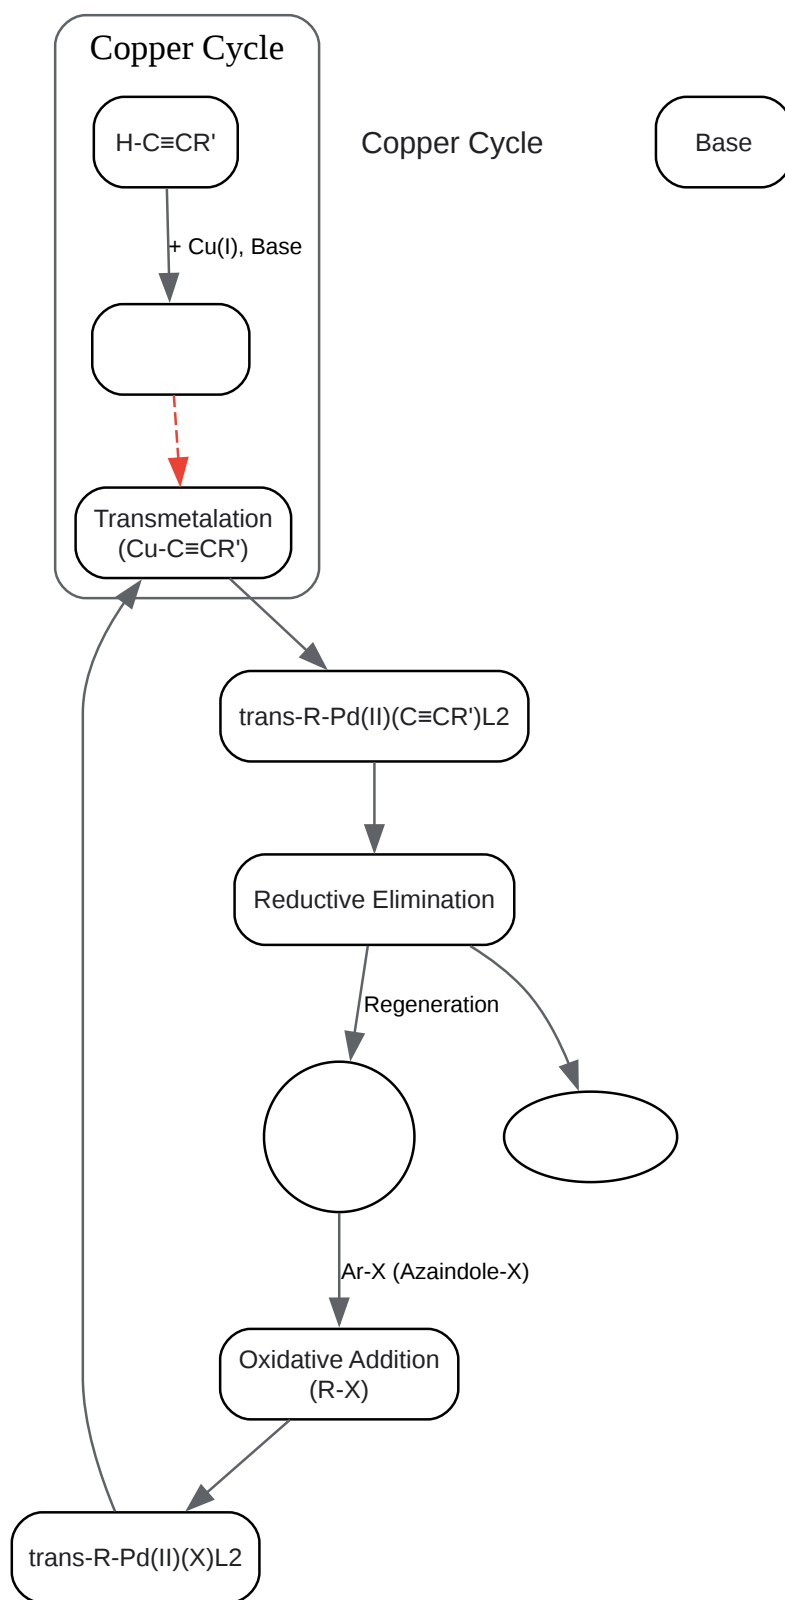 Copper Cycle
H-C≡CR'
Copper Cycle
Base
+ Cu(I), Base
Transmetalation
(Cu-C≡CR')
trans-R-Pd(II)(C≡CR')L2
Reductive Elimination
Regeneration
Ar-X (Azaindole-X)
Oxidative Addition
(R-X)
trans-R-Pd(II)(X)L2